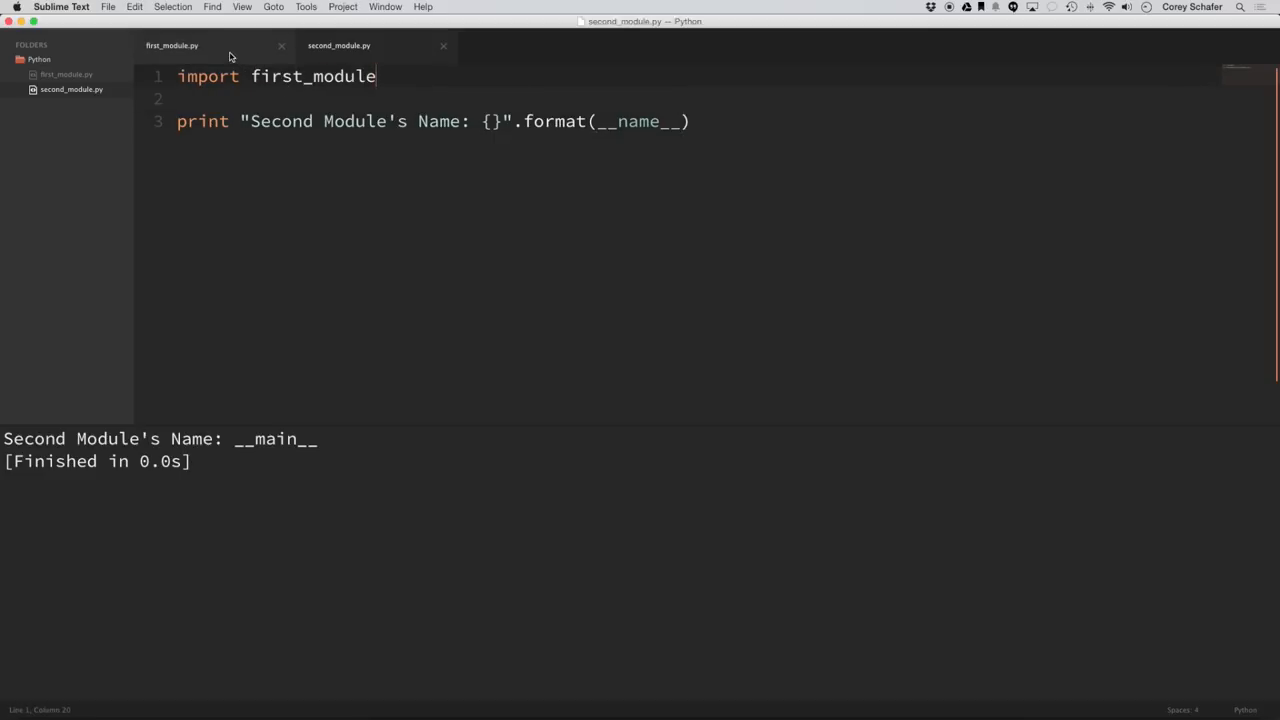 Sublime Text File Edit Selection Find View Goto Tools Project Window Help Corey Schafer
second_module.py — Python
FOLDERS
Python
first_module.py
second_module.py
first_module.py second_module.py
1 import first_module
2
3 print "Second Module's Name: {}".format(__name__)
Second Module's Name: __main__
[Finished in 0.0s]
Line 1, Column 20 Spaces: 4 Python